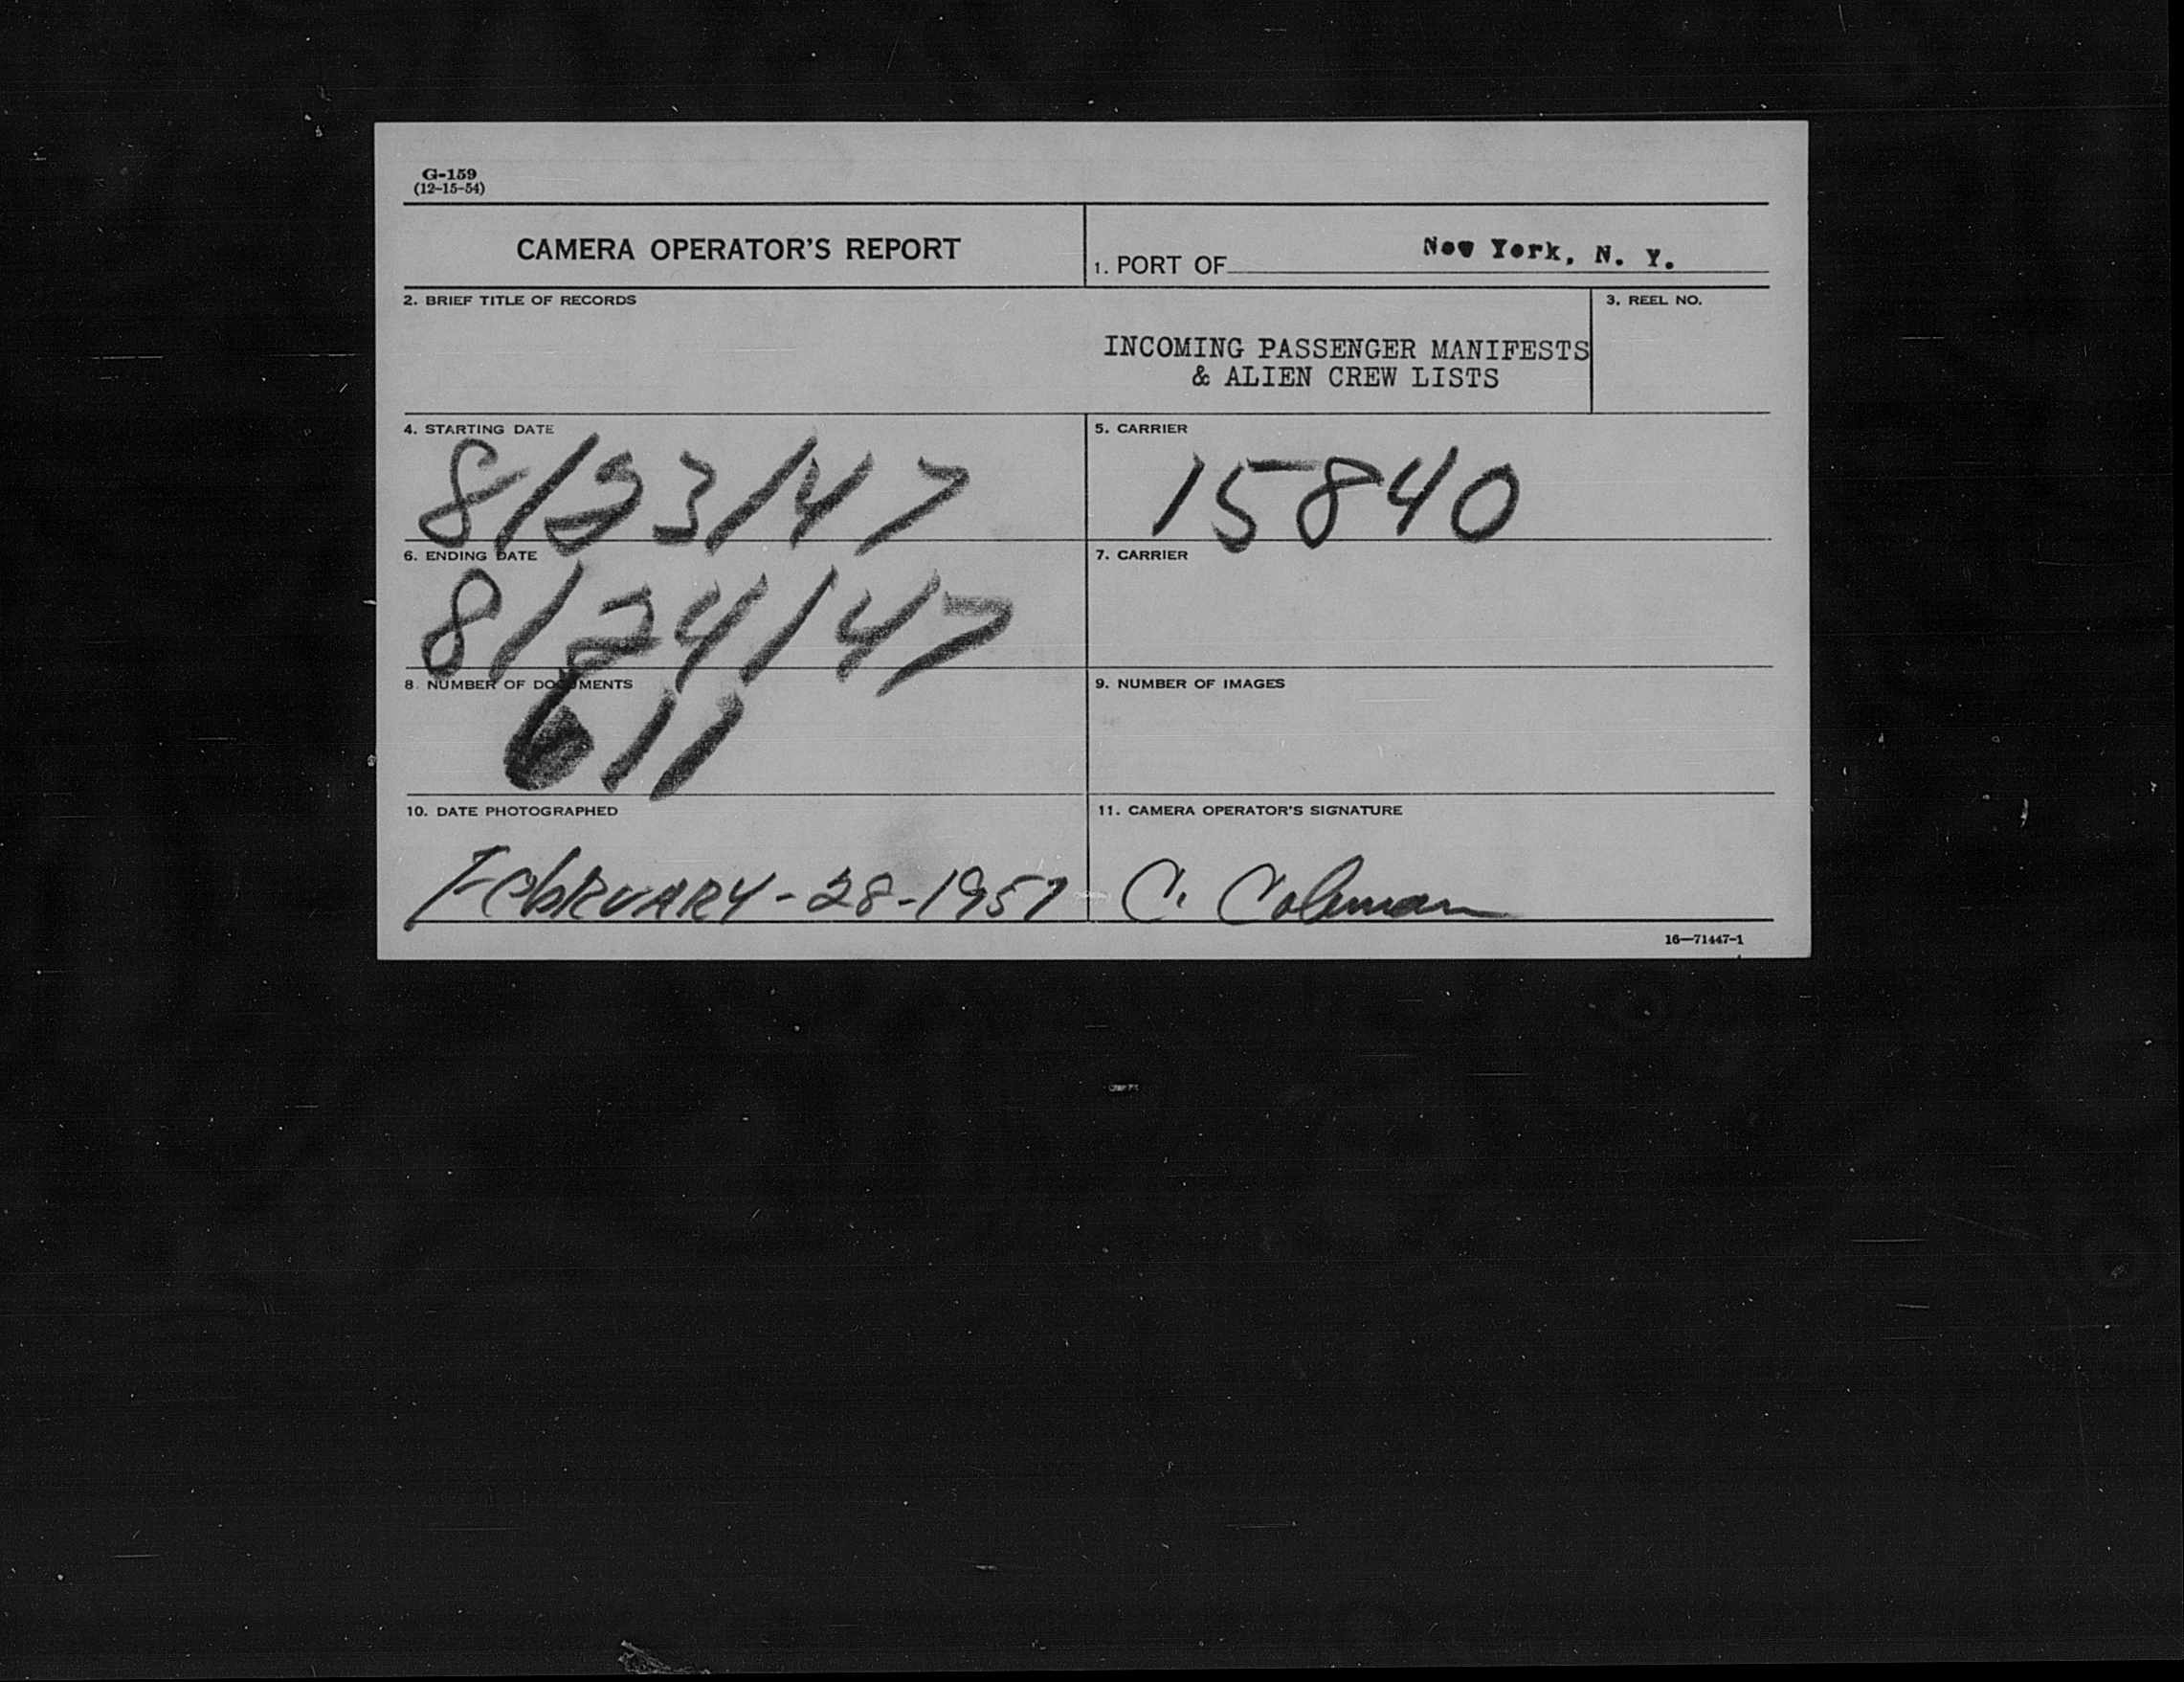 G-159
(12-15-54)
CAMERA OPERATOR'S REPORT
1. PORT OF New York, N. Y.
2. BRIEF TITLE OF RECORDS
3. REEL NO.
INCOMING PASSENGER MANIFESTS
& ALIEN CREW LISTS
4. STARTING DATE
8/23/47
5. CARRIER
15840
6. ENDING DATE
8/24/47
7. CARRIER
8. NUMBER OF DOCUMENTS
611
9. NUMBER OF IMAGES
10. DATE PHOTOGRAPHED
FebRUARY-28-1957
11. CAMERA OPERATOR'S SIGNATURE
C. Coleman
16—71447-1